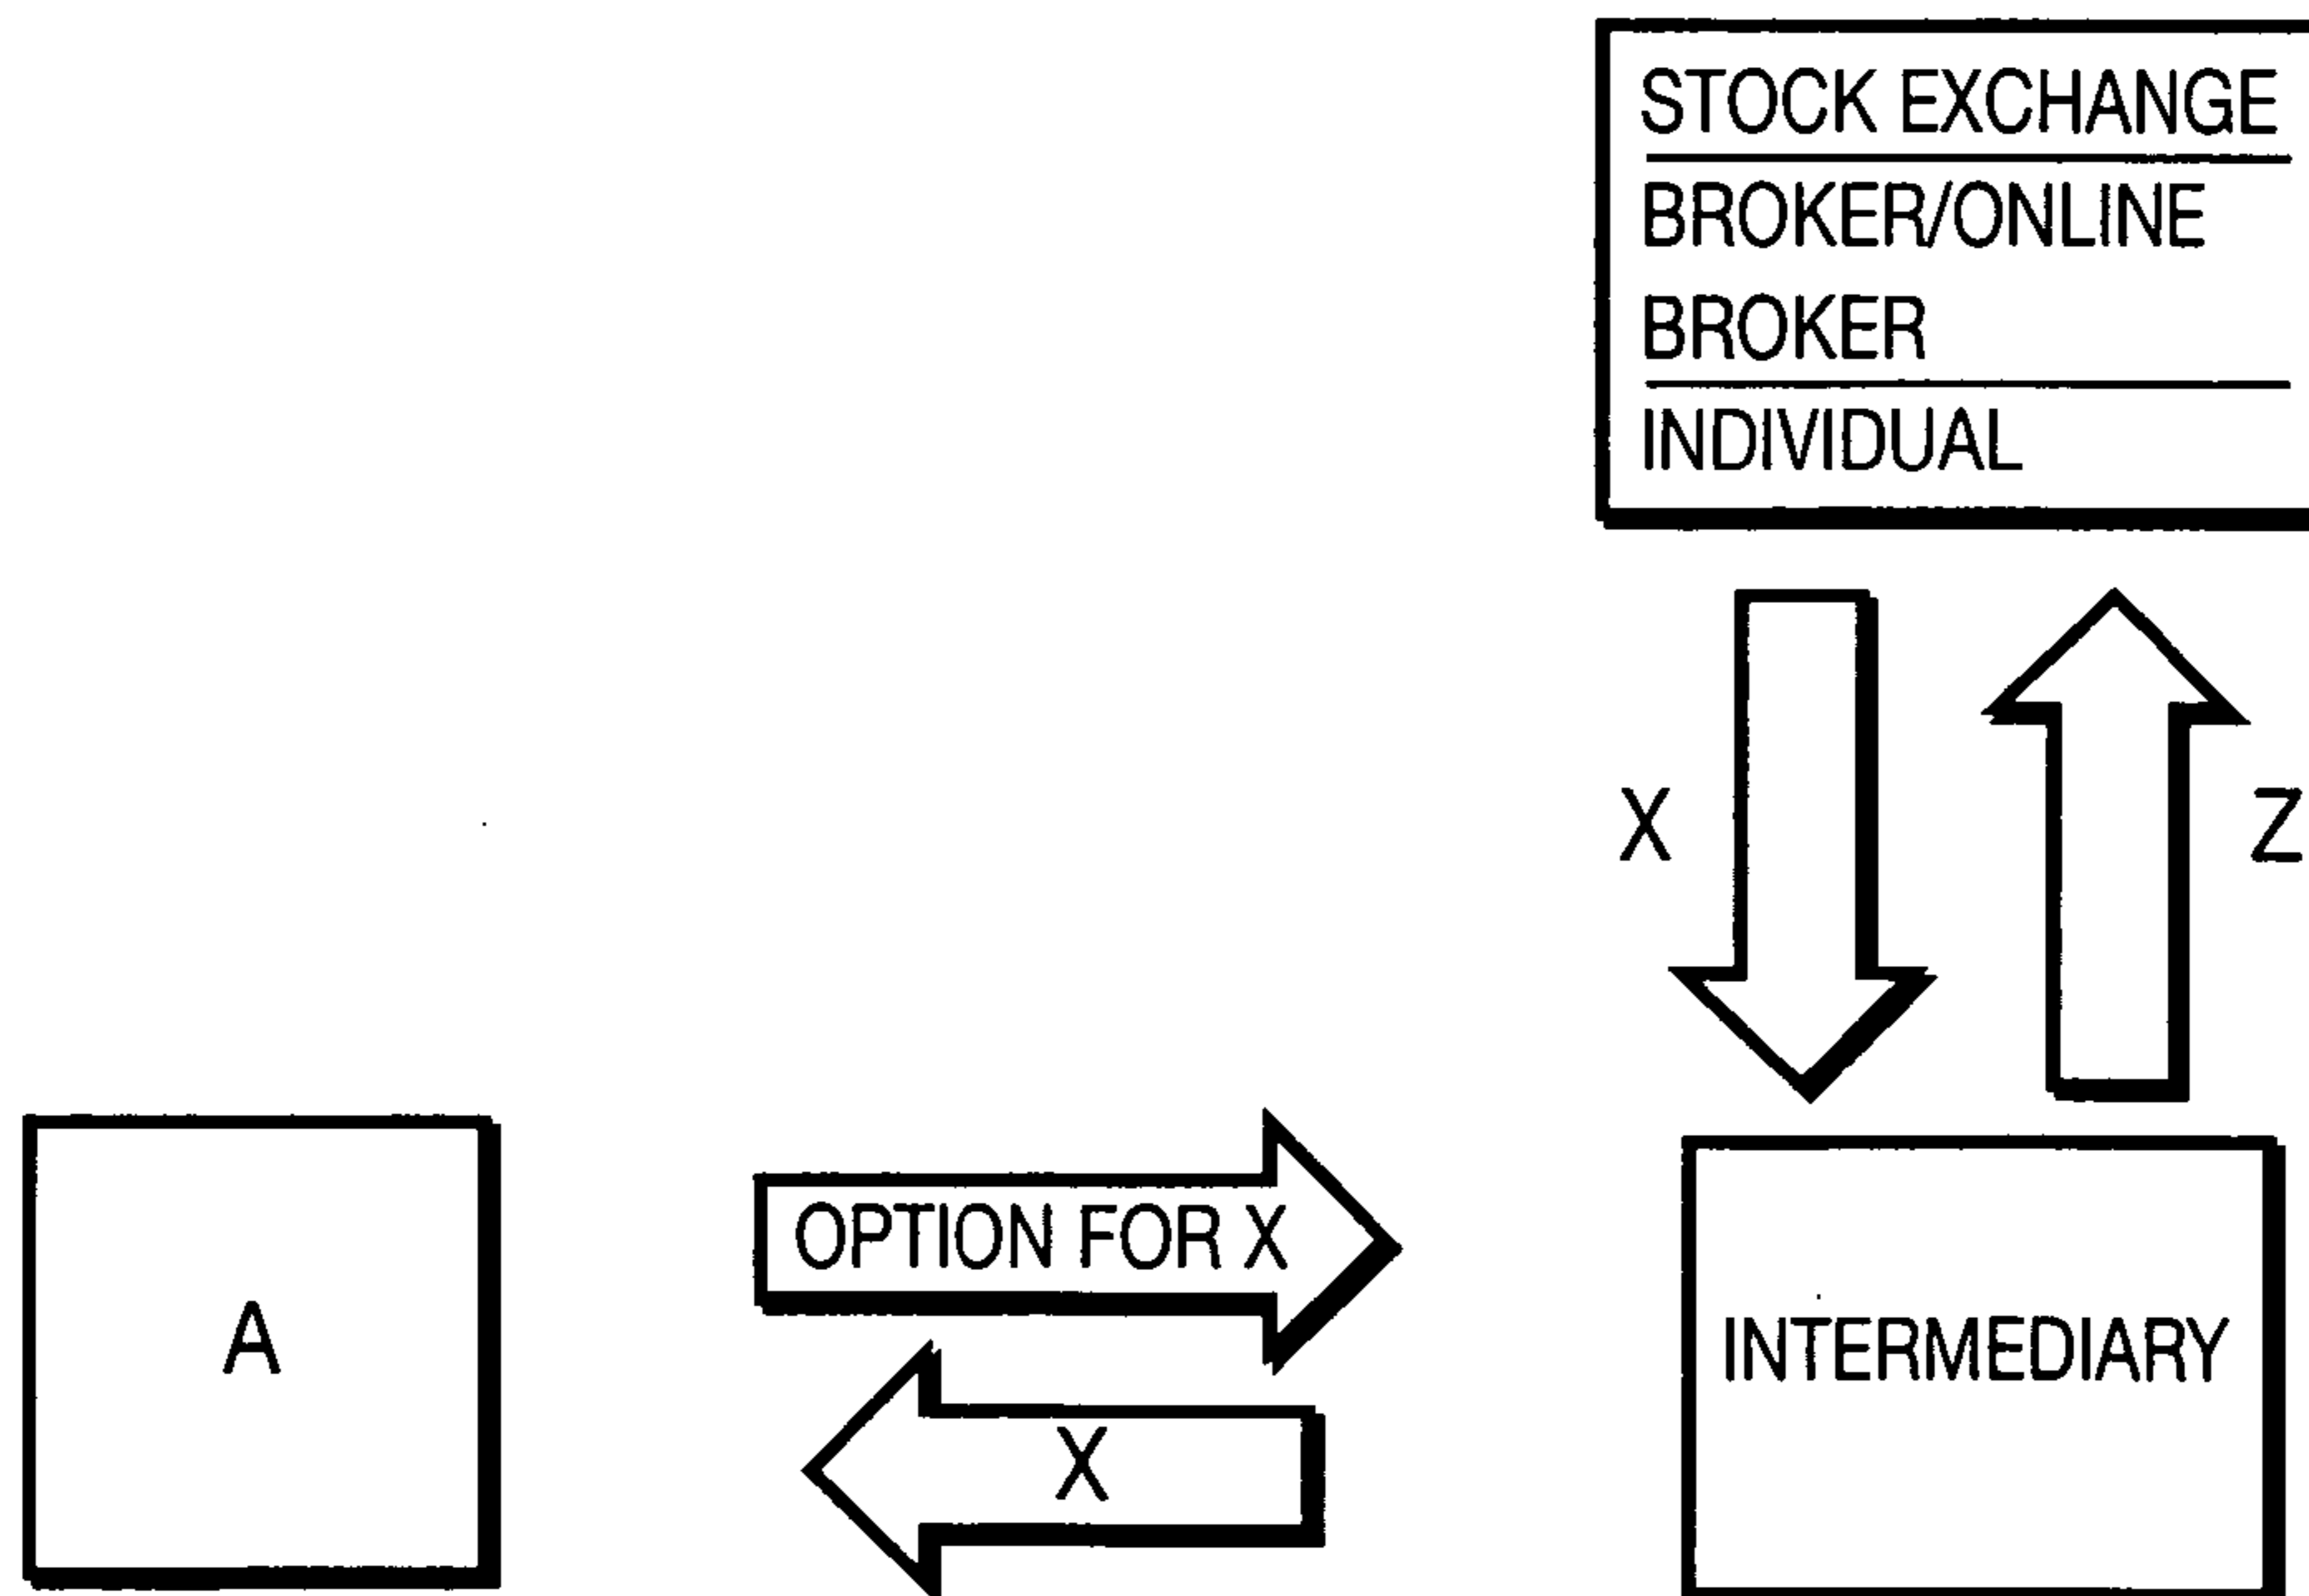 STOCK EXCHANGE
BROKER/ONLINE
BROKER
INDIVIDUAL
X
Z
OPTION FOR X
A
INTERMEDIARY
X